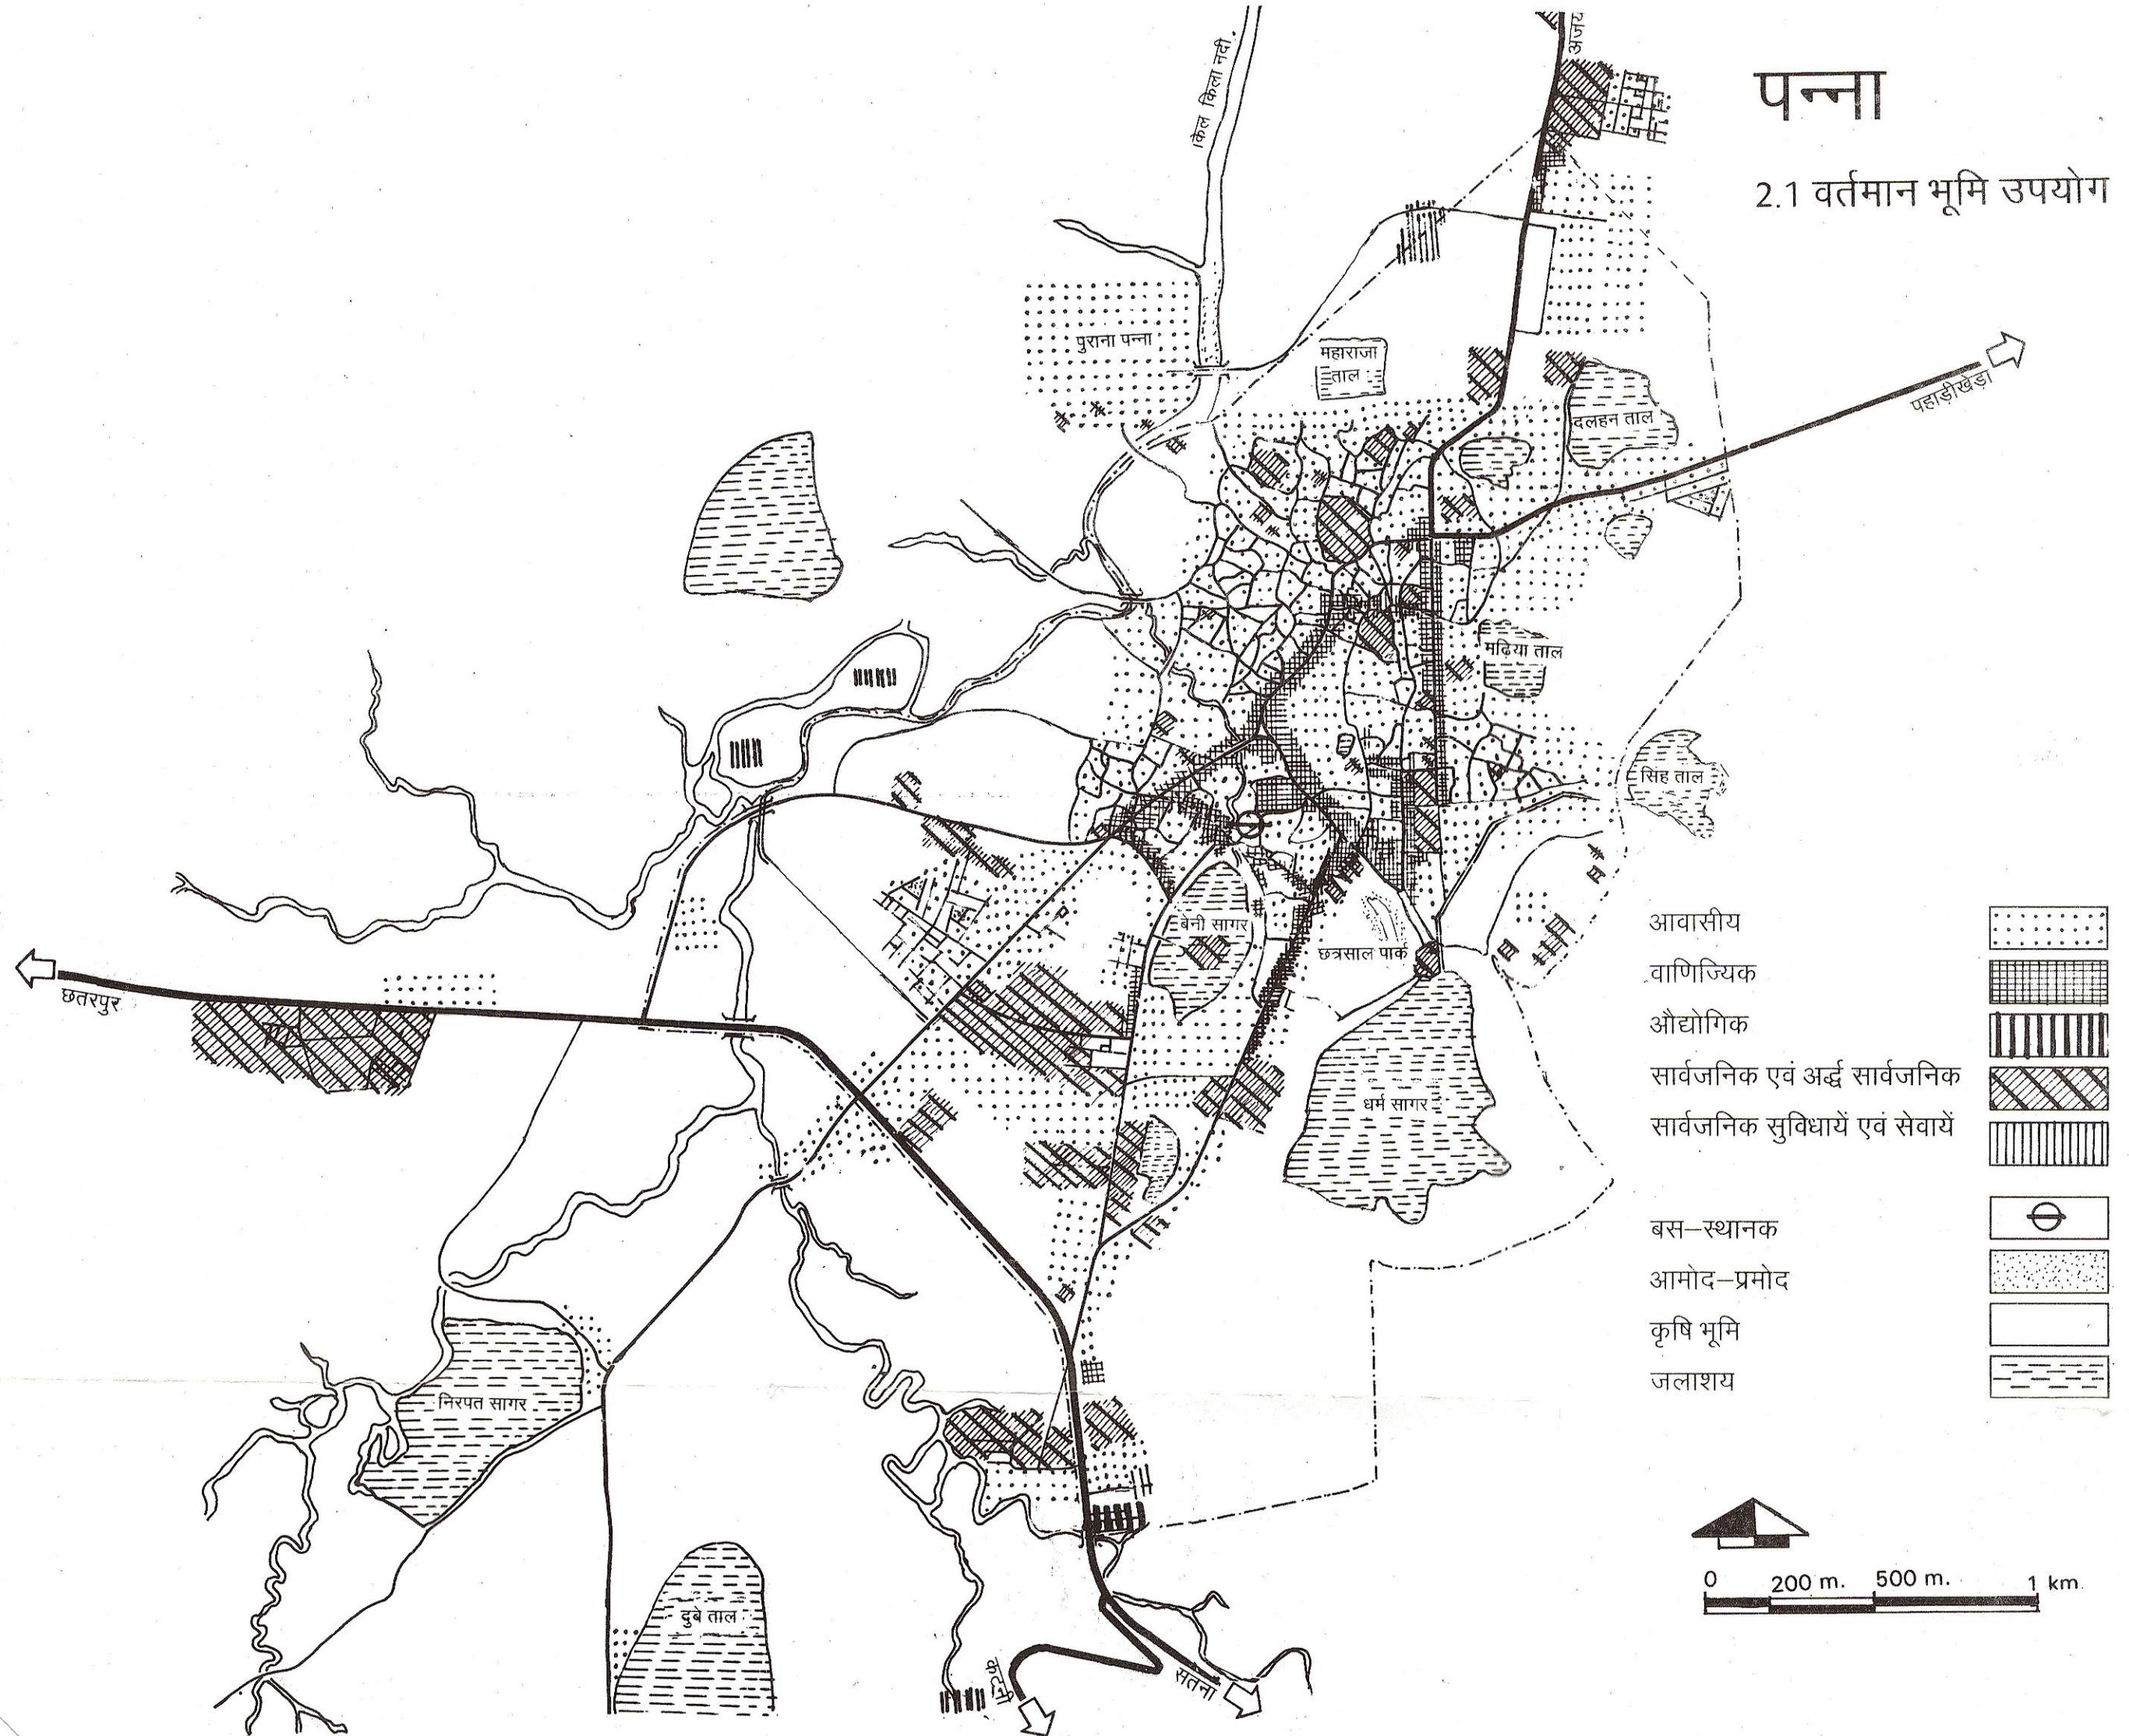 पन्ना
2.1 वर्तमान भूमि उपयोग
किल किला नदी
पुराना पन्ना
महाराजा
ताल
दलहन ताल
पहाड़ीखेड़ा
मढ़िया ताल
सिंह ताल
बेनी सागर
छत्रसाल पार्क
धर्म सागर
छतरपुर
निरपत सागर
दुबे ताल
कटनी
सतना
आवासीय
वाणिज्यिक
औद्योगिक
सार्वजनिक एवं अर्द्ध सार्वजनिक
सार्वजनिक सुविधायें एवं सेवायें
बस–स्थानक
आमोद–प्रमोद
कृषि भूमि
जलाशय
0 200 m. 500 m. 1 km.